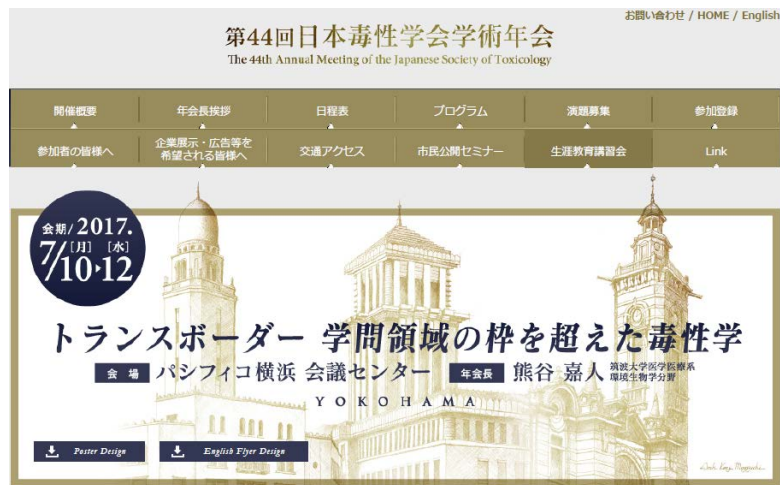 お問い合わせ / HOME / English
第44回日本毒性学会学術年会
The 44th Annual Meeting of the Japanese Society of Toxicology
開催概要 年会長挨拶 日程表 プログラム 演題募集 参加登録
参加者の皆様へ 企業展示・広告等を希望される皆様へ 交通アクセス 市民公開セミナー 生涯教育講習会 Link
会期/2017.
7/10[月]▸12[水]
トランスボーダー 学問領域の枠を超えた毒性学
会場 パシフィコ横浜 会議センター 年会長 熊谷 嘉人 筑波大学医学医療系 環境生物学分野
YOKOHAMA
Poster Design English Flyer Design